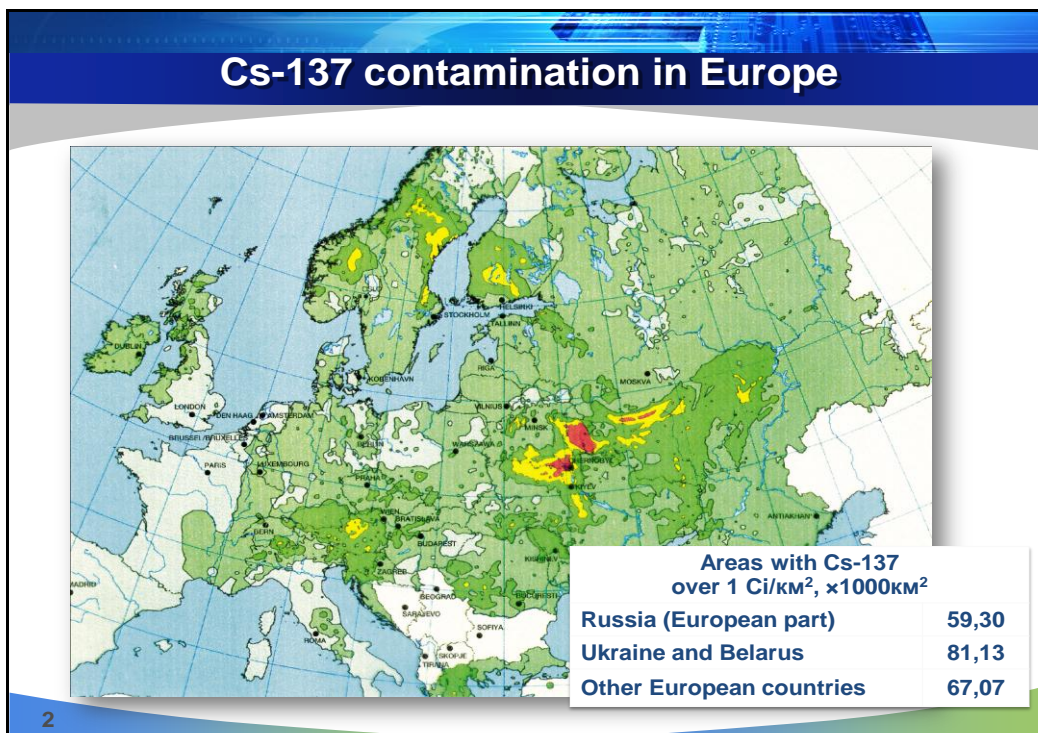 Cs-137 contamination in Europe
HELSINKI
STOCKHOLM
TALLINN
DUBLIN
RIGA
MOSKVA
KOBENHAVN
VILNIUS
LONDON
DEN HAAG
AMSTERDAM
MINSK
BRUSSEL/BRUXELLES
BERLIN
WARSZAWA
PARIS
LUXEMBOURG
PRAHA
KIYEV
WIEN
BRATISLAVA
BERN
BUDAPEST
KISHINEV
ZAGREB
MADRID
BEOGRAD
BUCURESTI
SARAJEVO
SOFIYA
ROMA
SKOPJE
TIRANA
Areas with Cs-137
over 1 Ci/км², ×1000км²
Russia (European part) 59,30
Ukraine and Belarus 81,13
Other European countries 67,07
2